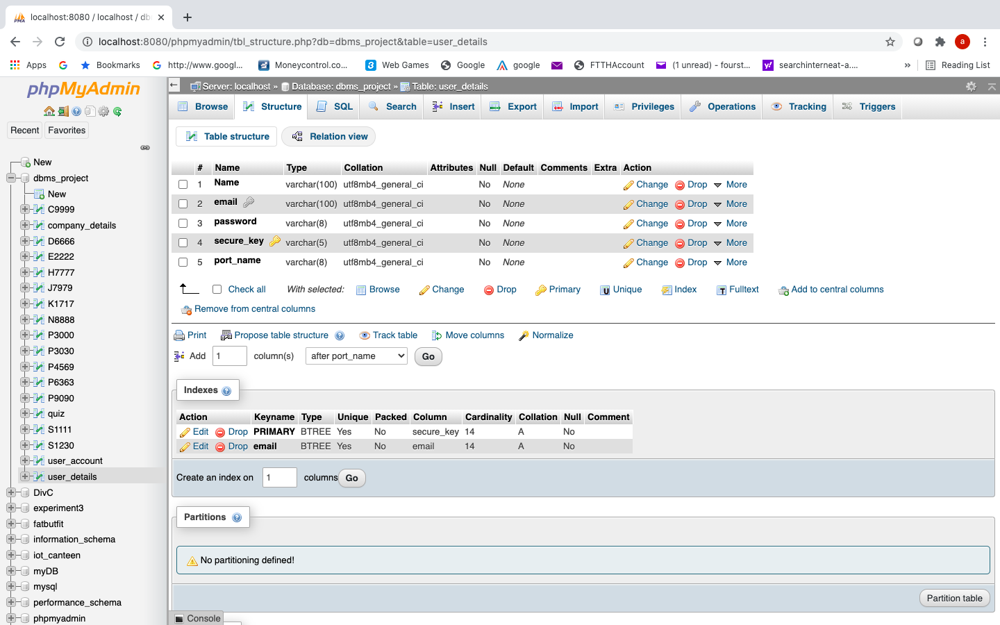 localhost:8080 / localhost / db
localhost:8080/phpmyadmin/tbl_structure.php?db=dbms_project&table=user_details
a
Apps Bookmarks http://www.googl... Moneycontrol.co... Web Games Google google FTTHAccount (1 unread) - fourst... searchinterneat-a.... » Reading List
phpMyAdmin
Recent Favorites
New
dbms_project
New
C9999
company_details
D6666
E2222
H7777
J7979
K1717
N8888
P3000
P3030
P4569
P6363
P9090
quiz
S1111
S1230
user_account
user_details
DivC
experiment3
fatbutfit
information_schema
iot_canteen
myDB
mysql
performance_schema
phpmyadmin
Server: localhost » Database: dbms_project » Table: user_details
Browse Structure SQL Search Insert Export Import Privileges Operations Tracking Triggers
Table structure Relation view
# Name Type Collation Attributes Null Default Comments Extra Action
1 Name varchar(100) utf8mb4_general_ci No None Change Drop More
2 email varchar(100) utf8mb4_general_ci No None Change Drop More
3 password varchar(8) utf8mb4_general_ci No None Change Drop More
4 secure_key varchar(5) utf8mb4_general_ci No None Change Drop More
5 port_name varchar(8) utf8mb4_general_ci No None Change Drop More
Check all With selected: Browse Change Drop Primary Unique Index Fulltext Add to central columns
Remove from central columns
Print Propose table structure Track table Move columns Normalize
Add 1 column(s) after port_name Go
Indexes
Action Keyname Type Unique Packed Column Cardinality Collation Null Comment
Edit Drop PRIMARY BTREE Yes No secure_key 14 A No
Edit Drop email BTREE Yes No email 14 A No
Create an index on 1 columns Go
Partitions
No partitioning defined!
Partition table
Console